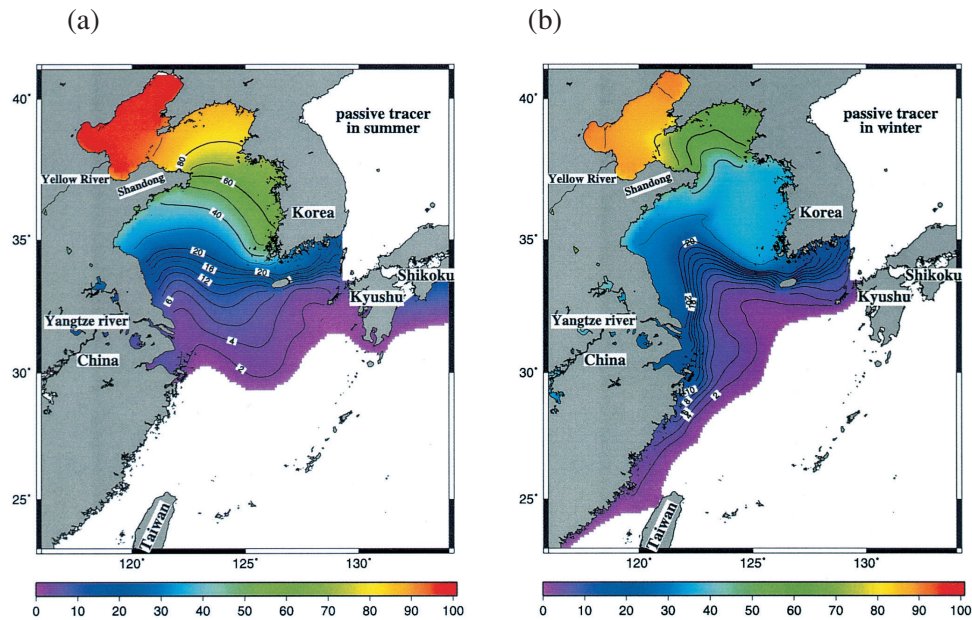 (a)
(b)
40°
35°
30°
25°
120°
125°
130°
passive tracer
in summer
Yellow River
Shandong
Korea
Shikoku
Kyushu
Yangtze river
China
Taiwan
80
60
40
20
20
16
12
8
4
2
0 10 20 30 40 50 60 70 80 90 100
40°
35°
30°
25°
120°
125°
130°
passive tracer
in winter
Yellow River
Shandong
Korea
Shikoku
Kyushu
Yangtze river
China
Taiwan
20
10
2
0 10 20 30 40 50 60 70 80 90 100